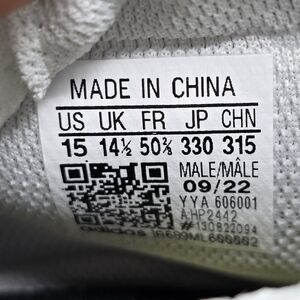 MADE IN CHINA
US UK FR JP CHN
15 14½ 50⅔ 330 315
MALE/MÂLE
09/22
YYA 606001
AHP2442
#130822094
adidas